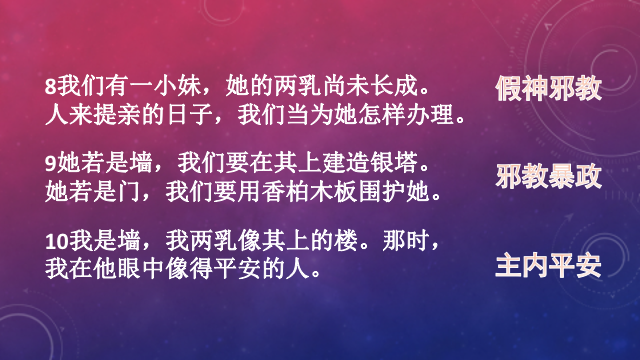 8我们有一小妹，她的两乳尚未长成。
人来提亲的日子，我们当为她怎样办理。
假神邪教
9她若是墙，我们要在其上建造银塔。
她若是门，我们要用香柏木板围护她。
邪教暴政
10我是墙，我两乳像其上的楼。那时，
我在他眼中像得平安的人。
主内平安